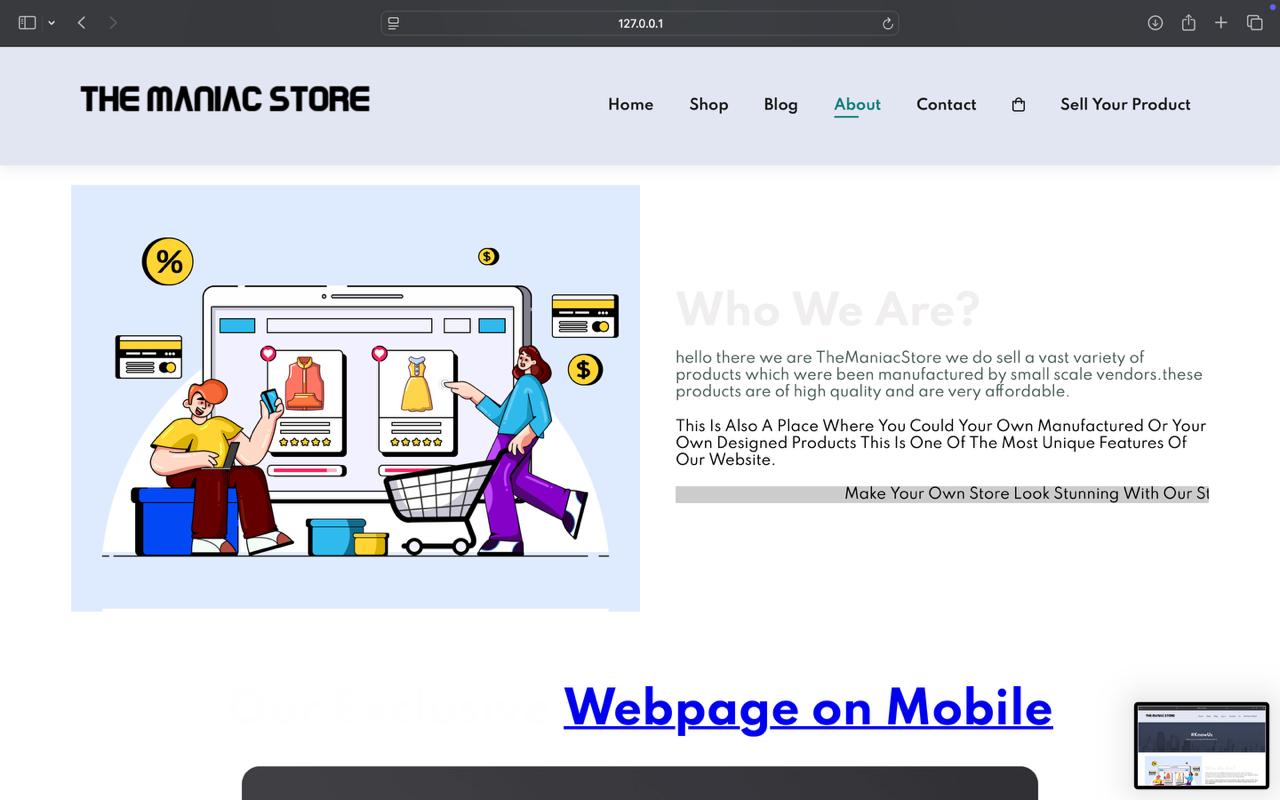 127.0.0.1
THE MANIAC STORE
Home Shop Blog About Contact Sell Your Product
%
$
$
Who We Are?
hello there we are TheManiacStore we do sell a vast variety of
products which were been manufactured by small scale vendors.these
products are of high quality and are very affordable.
This Is Also A Place Where You Could Your Own Manufactured Or Your
Own Designed Products This Is One Of The Most Unique Features Of
Our Website.
Make Your Own Store Look Stunning With Our St
Webpage on Mobile
THE MANIAC STORE
#KnowUs